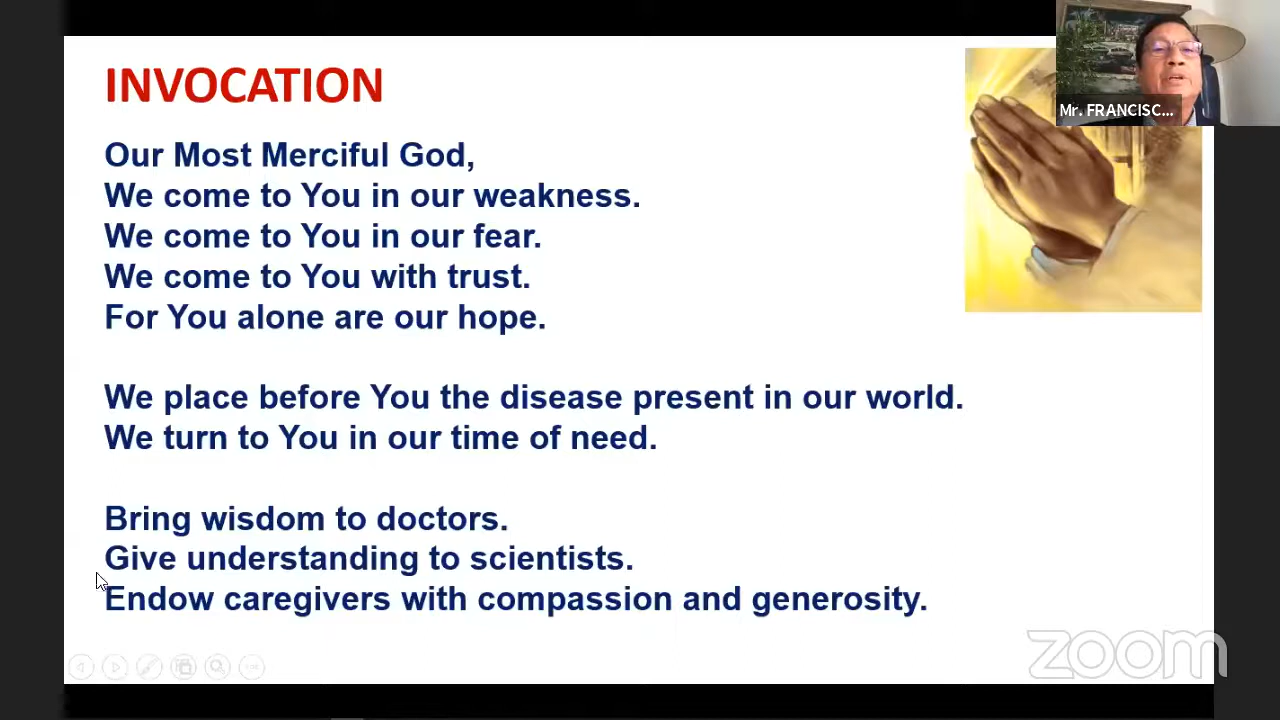 INVOCATION
Our Most Merciful God,
We come to You in our weakness.
We come to You in our fear.
We come to You with trust.
For You alone are our hope.
We place before You the disease present in our world.
We turn to You in our time of need.
Bring wisdom to doctors.
Give understanding to scientists.
Endow caregivers with compassion and generosity.
Mr. FRANCISC...
zoom